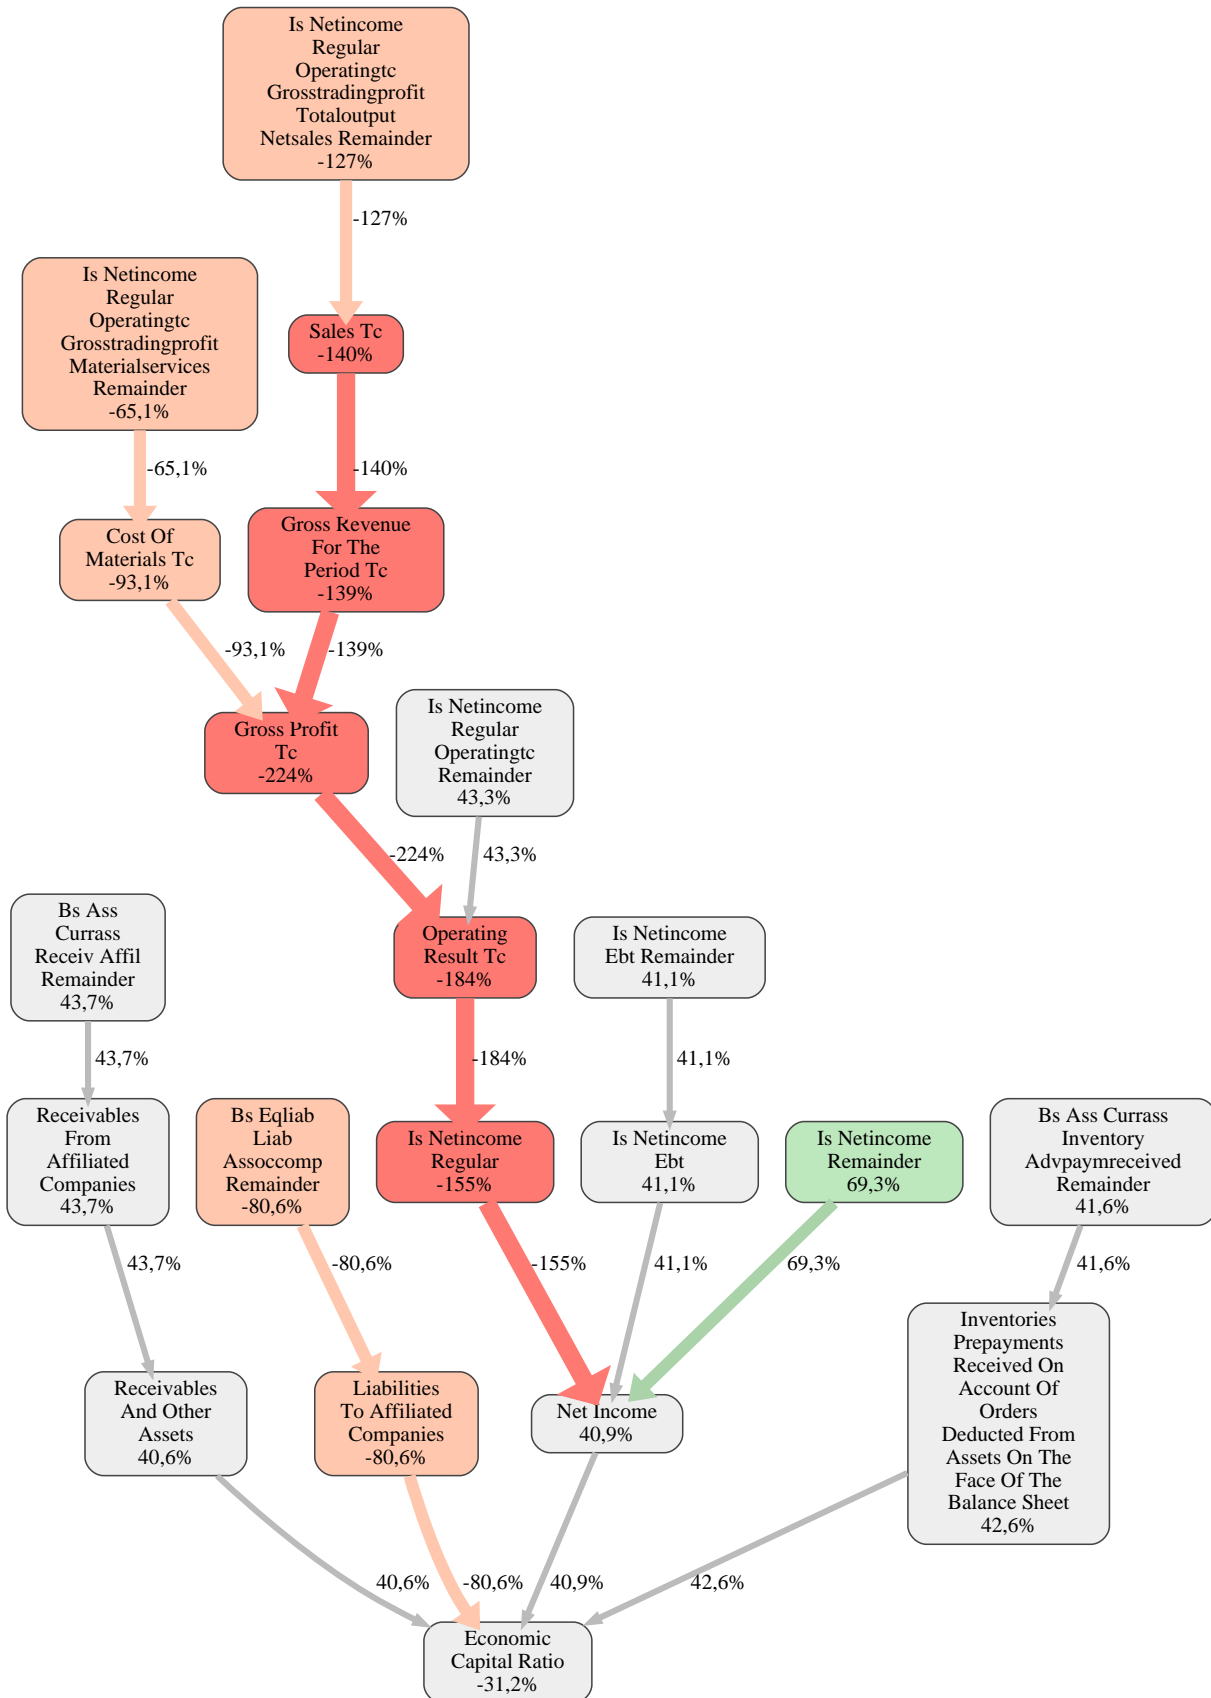 Is Netincome
Regular
Operatingtc
Grosstradingprofit
Totaloutput
Netsales Remainder
-127%
-127%
Is Netincome
Regular
Operatingtc
Grosstradingprofit
Materialservices
Remainder
-65,1%
Sales Tc
-140%
-65,1%
-140%
Cost Of
Materials Tc
-93,1%
Gross Revenue
For The
Period Tc
-139%
-93,1%
-139%
Gross Profit
Tc
-224%
Is Netincome
Regular
Operatingtc
Remainder
43,3%
-224%
43,3%
Bs Ass
Currass
Receiv Affil
Remainder
43,7%
Operating
Result Tc
-184%
Is Netincome
Ebt Remainder
41,1%
43,7%
-184%
41,1%
Receivables
From
Affiliated
Companies
43,7%
Bs Eqliab
Liab
Assoccomp
Remainder
-80,6%
Is Netincome
Regular
-155%
Is Netincome
Ebt
41,1%
Is Netincome
Remainder
69,3%
Bs Ass Currass
Inventory
Advpaymreceived
Remainder
41,6%
43,7%
-80,6%
-155%
41,1%
69,3%
41,6%
Receivables
And Other
Assets
40,6%
Liabilities
To Affiliated
Companies
-80,6%
Net Income
40,9%
Inventories
Prepayments
Received On
Account Of
Orders
Deducted From
Assets On The
Face Of The
Balance Sheet
42,6%
40,6%
-80,6%
40,9%
42,6%
Economic
Capital Ratio
-31,2%